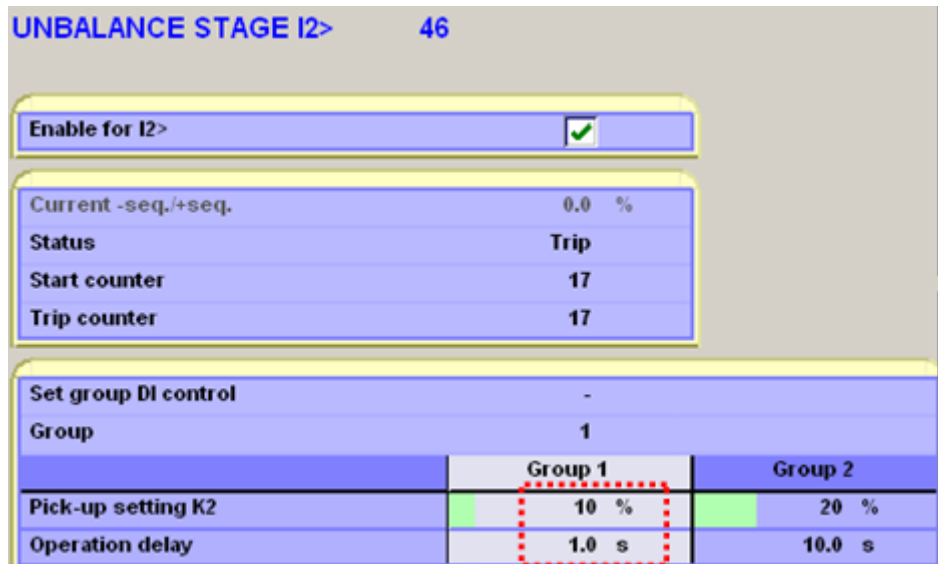 UNBALANCE STAGE I2> 46
Enable for I2>
Current -seq./+seq. 0.0 %
Status Trip
Start counter 17
Trip counter 17
Set group DI control -
Group 1
Group 1 Group 2
Pick-up setting K2 10 % 20 %
Operation delay 1.0 s 10.0 s